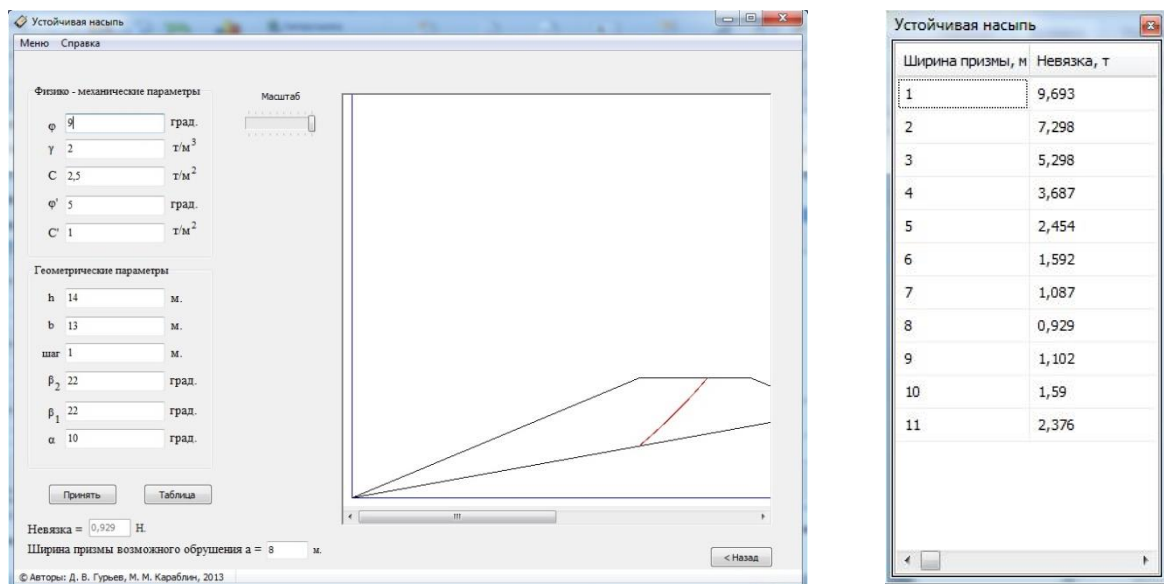 Устойчивая насыпь
Меню Справка
Физико - механические параметры
φ 9 град.
γ 2 т/м³
C 2,5 т/м²
φ' 5 град.
C' 1 т/м²
Геометрические параметры
h 14 м.
b 13 м.
шаг 1 м.
β₂ 22 град.
β₁ 22 град.
α 10 град.
Принять Таблица
Невязка = 0,929 Н.
Ширина призмы возможного обрушения a = 8 м.
© Авторы: Д. В. Гурьев, М. М. Караблин, 2013
Масштаб
< Назад
Устойчивая насыпь
Ширина призмы, м Невязка, т
1 9,693
2 7,298
3 5,298
4 3,687
5 2,454
6 1,592
7 1,087
8 0,929
9 1,102
10 1,59
11 2,376